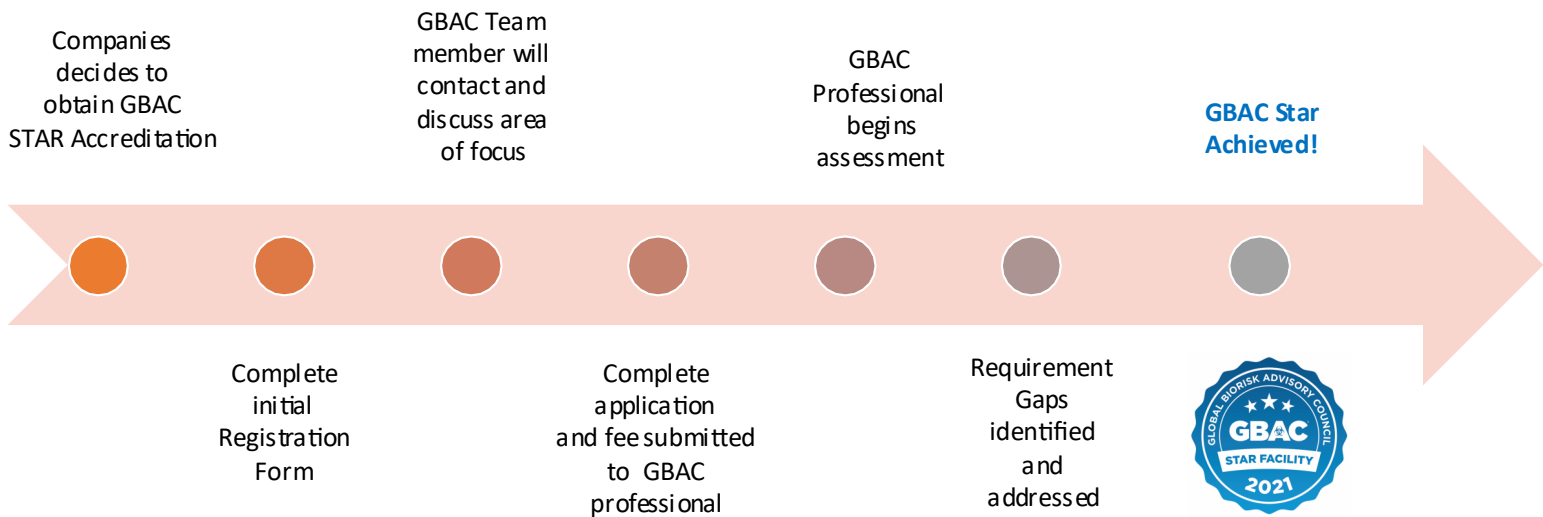 Companies
decides to
obtain GBAC
STAR Accreditation
Complete
initial
Registration
Form
GBAC Team
member will
contact and
discuss area
of focus
Complete
application
and fee submitted
to GBAC
professional
GBAC
Professional
begins
assessment
Requirement
Gaps
identified
and
addressed
GBAC Star
Achieved!
GLOBAL BIORISK ADVISORY COUNCIL
GBAC
STAR FACILITY
2021